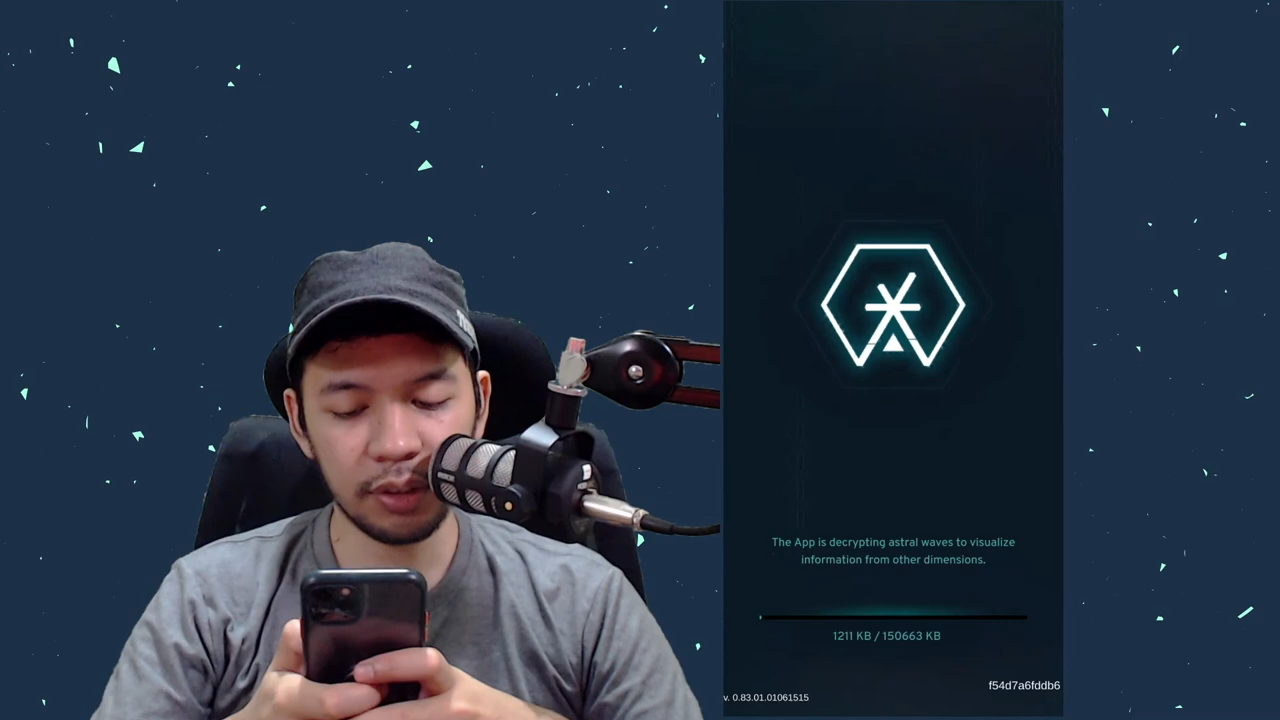 The App is decrypting astral waves to visualize
information from other dimensions.
1211 KB / 150663 KB
f54d7a6fddb6
v. 0.83.01.01061515